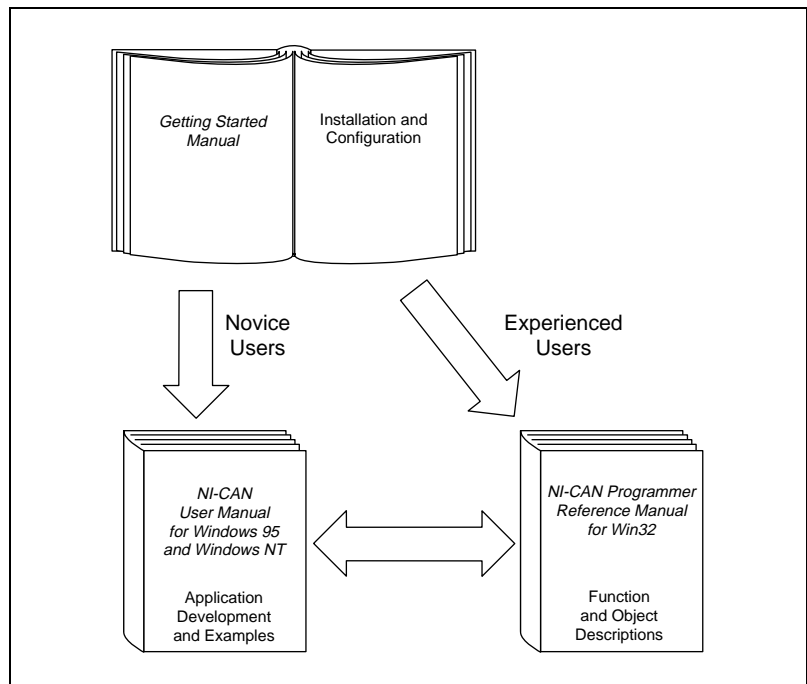 Getting Started
Manual
Installation and
Configuration
Novice
Users
Experienced
Users
NI-CAN
User Manual
for Windows 95
and Windows NT
Application
Development
and Examples
NI-CAN Programmer
Reference Manual
for Win32
Function
and Object
Descriptions